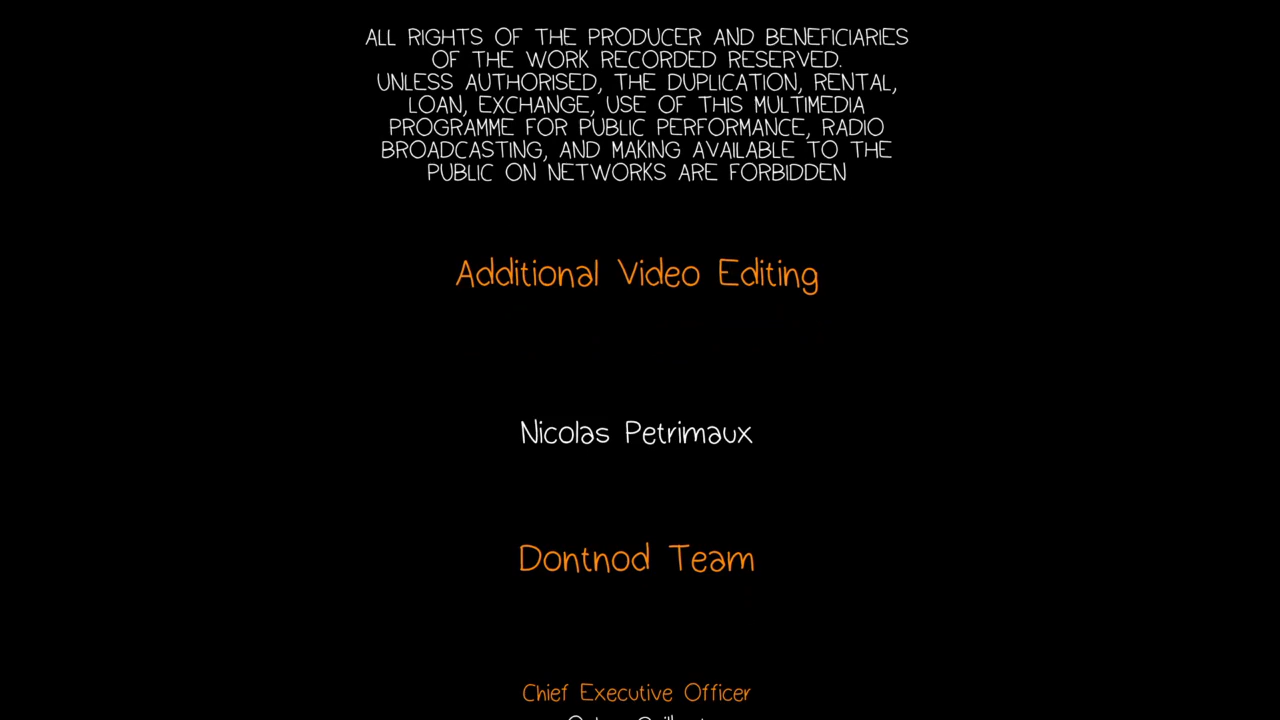 ALL RIGHTS OF THE PRODUCER AND BENEFICIARIES
OF THE WORK RECORDED RESERVED.
UNLESS AUTHORISED, THE DUPLICATION, RENTAL,
LOAN, EXCHANGE, USE OF THIS MULTIMEDIA
PROGRAMME FOR PUBLIC PERFORMANCE, RADIO
BROADCASTING, AND MAKING AVAILABLE TO THE
PUBLIC ON NETWORKS ARE FORBIDDEN
Additional Video Editing
Nicolas Petrimaux
Dontnod Team
Chief Executive Officer